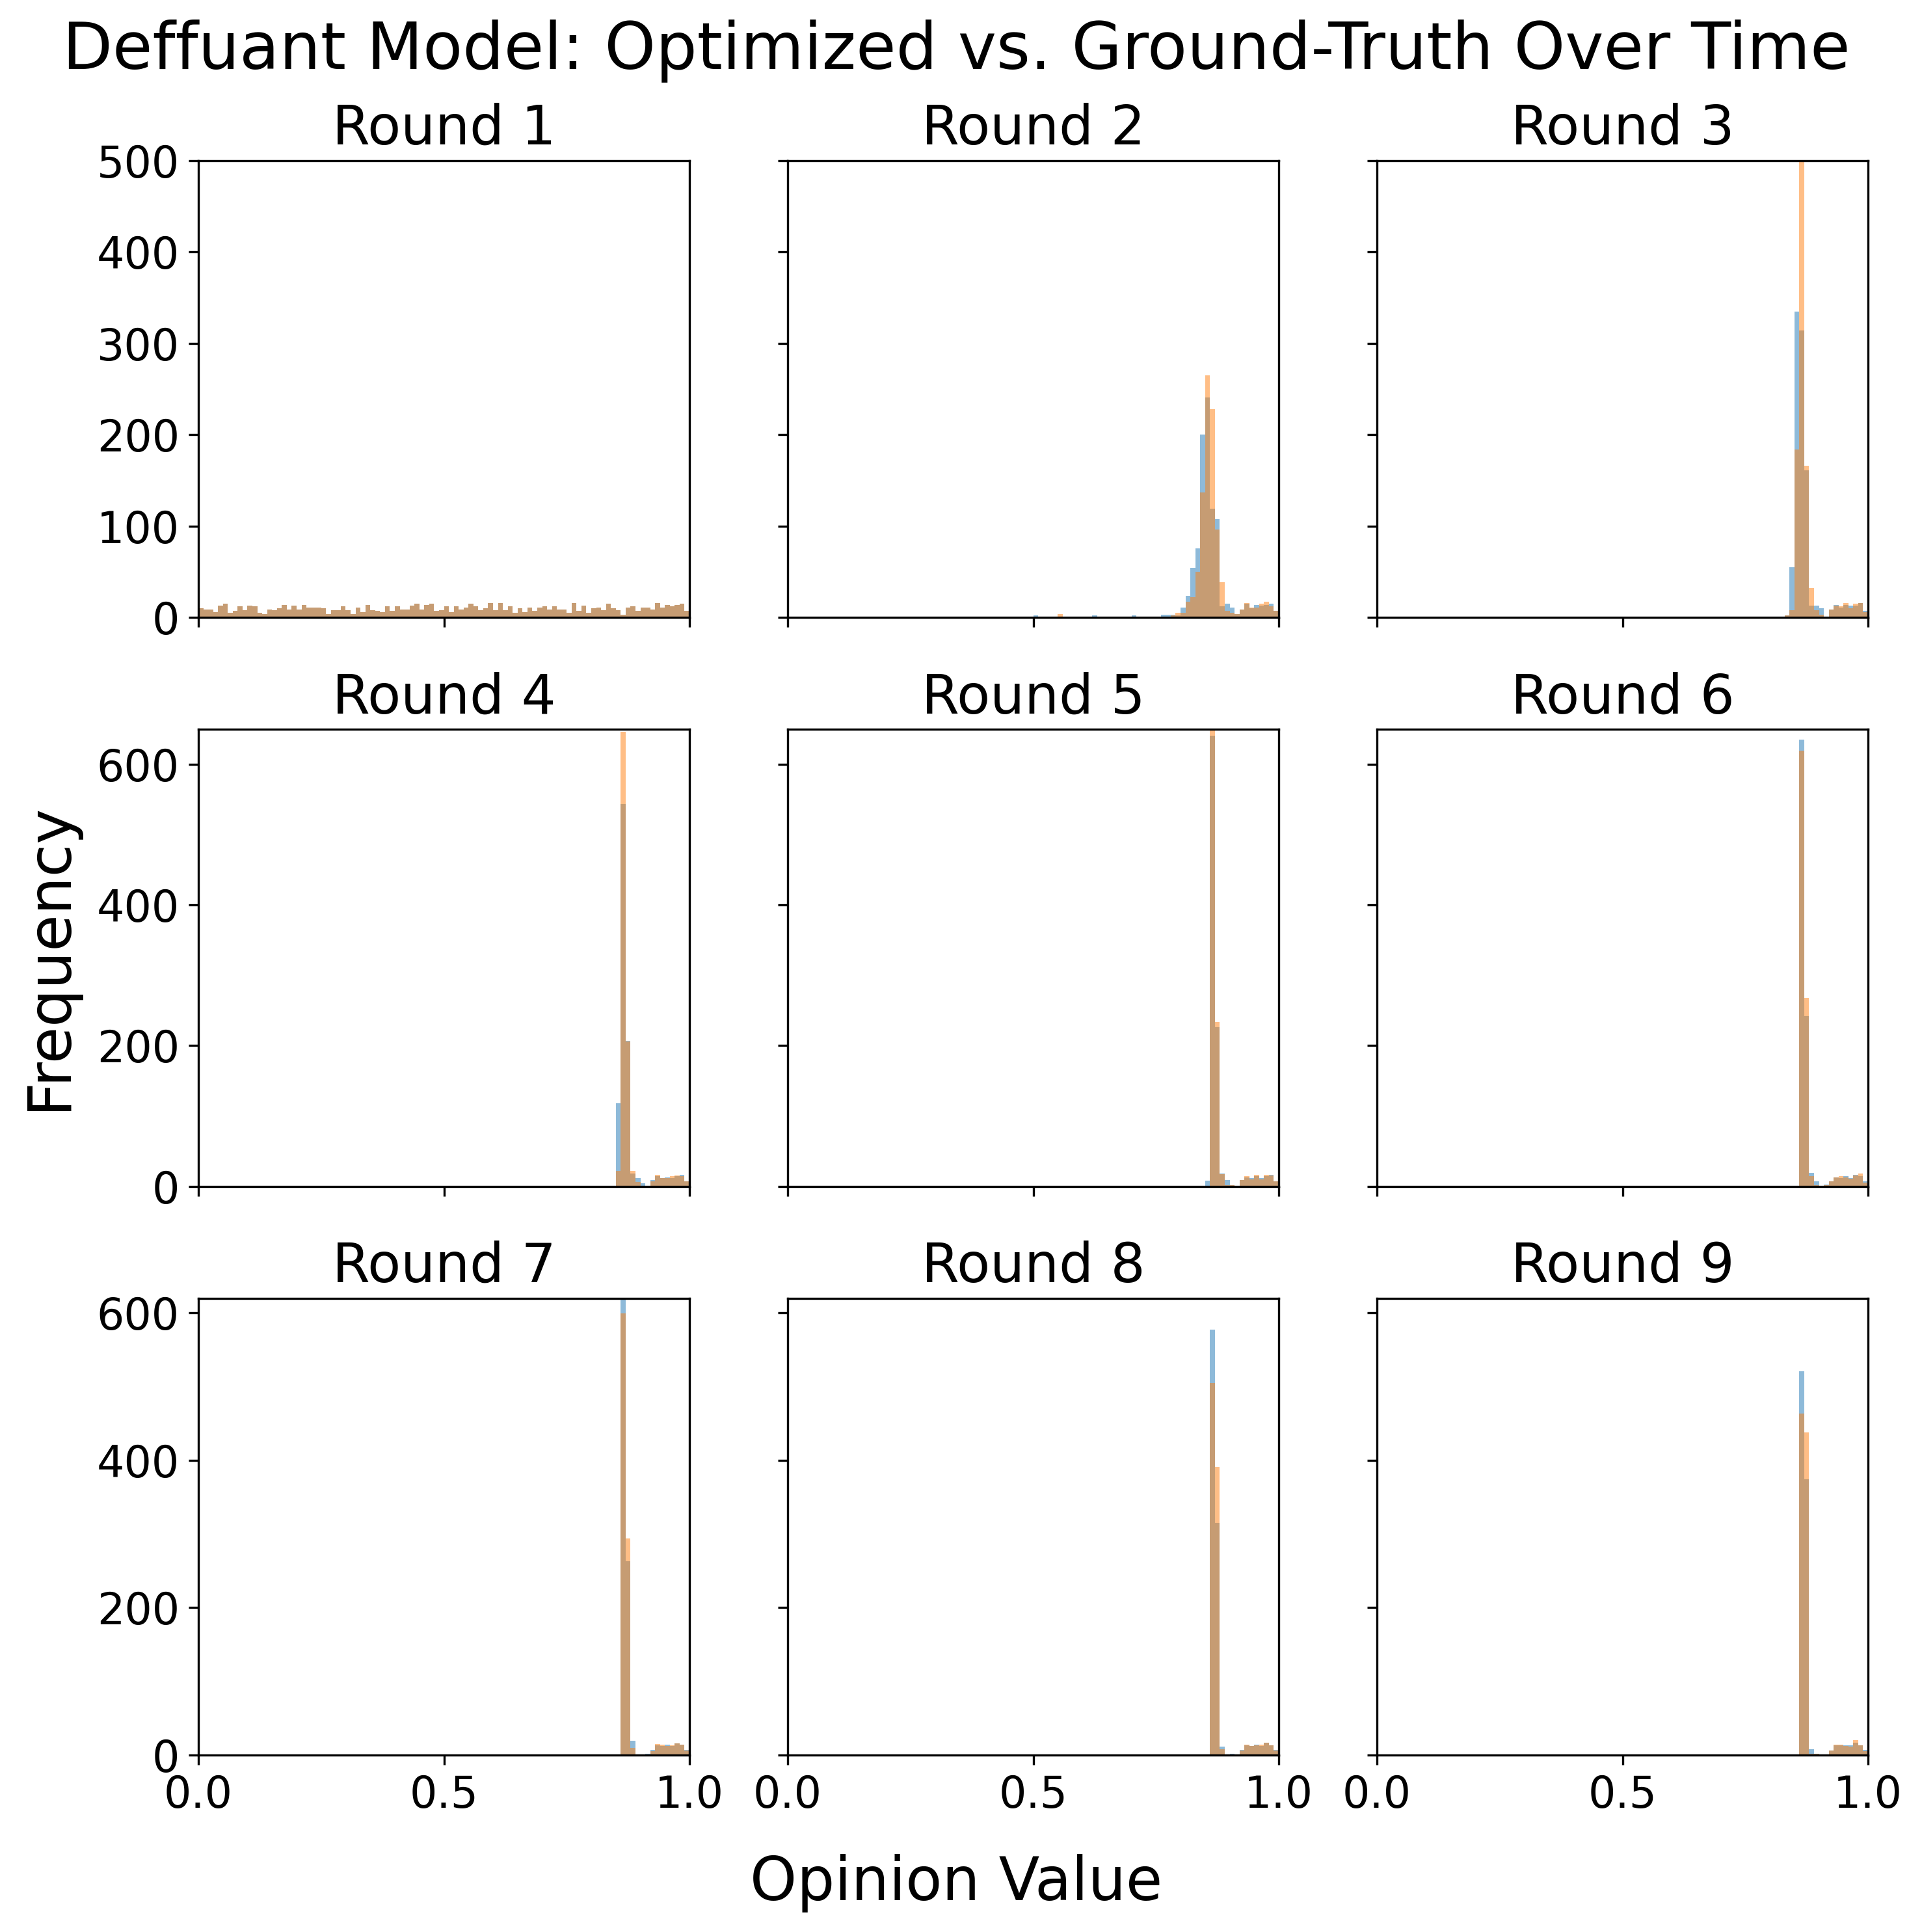 Deffuant Model: Optimized vs. Ground-Truth Over Time
Round 1
Round 2
Round 3
500
400
300
200
100
0
Round 4
Round 5
Round 6
600
400
200
0
Frequency
Round 7
Round 8
Round 9
600
400
200
0
0.0 0.5 1.0
0.0 0.5 1.0
0.0 0.5 1.0
Opinion Value